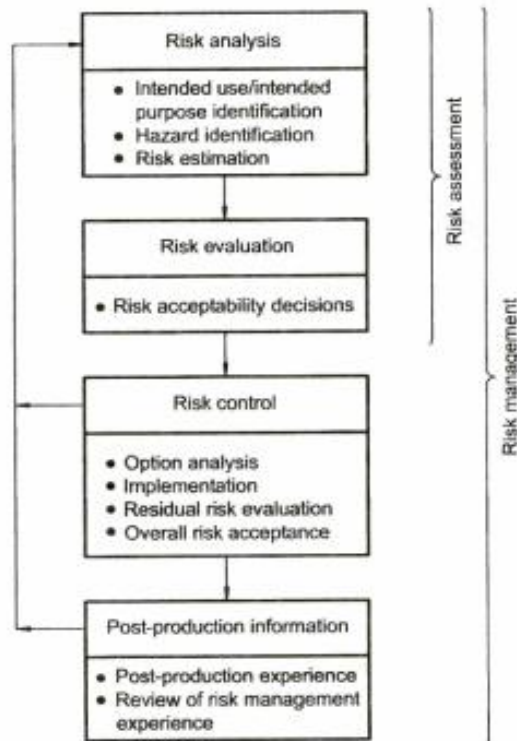 Risk analysis
• Intended use/intended
purpose identification
• Hazard identification
• Risk estimation
Risk evaluation
• Risk acceptability decisions
Risk control
• Option analysis
• Implementation
• Residual risk evaluation
• Overall risk acceptance
Post-production information
• Post-production experience
• Review of risk management
experience
Risk assessment
Risk management